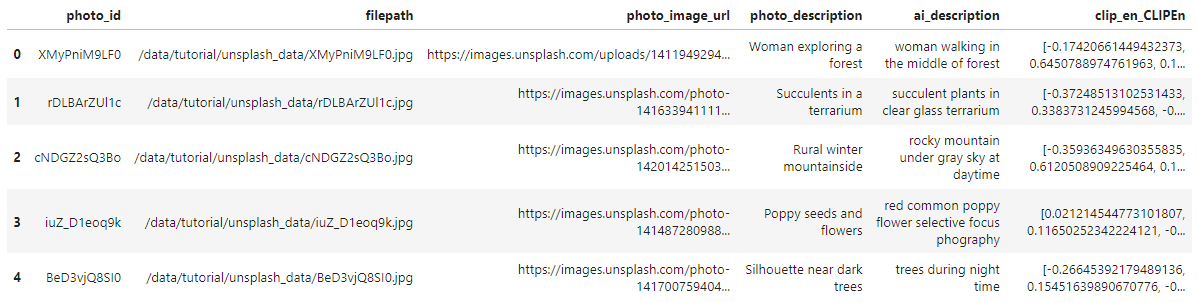 photo_id filepath photo_image_url photo_description ai_description clip_en_CLIPEn
0 XMyPniM9LF0 /data/tutorial/unsplash_data/XMyPniM9LF0.jpg https://images.unsplash.com/uploads/1411949294... Woman exploring a forest woman walking in the middle of forest [-0.17420661449432373, 0.6450788974761963, 0.1...
1 rDLBArZUl1c /data/tutorial/unsplash_data/rDLBArZUl1c.jpg https://images.unsplash.com/photo-141633941111... Succulents in a terrarium succulent plants in clear glass terrarium [-0.37248513102531433, 0.3383731245994568, -0....
2 cNDGZ2sQ3Bo /data/tutorial/unsplash_data/cNDGZ2sQ3Bo.jpg https://images.unsplash.com/photo-142014251503... Rural winter mountainside rocky mountain under gray sky at daytime [-0.35936349630355835, 0.6120508909225464, 0.1...
3 iuZ_D1eoq9k /data/tutorial/unsplash_data/iuZ_D1eoq9k.jpg https://images.unsplash.com/photo-141487280988... Poppy seeds and flowers red common poppy flower selective focus phography [0.021214544773101807, 0.11650252342224121, -0...
4 BeD3vjQ8SI0 /data/tutorial/unsplash_data/BeD3vjQ8SI0.jpg https://images.unsplash.com/photo-141700759404... Silhouette near dark trees trees during night time [-0.26645392179489136, 0.15451639890670776, -0...